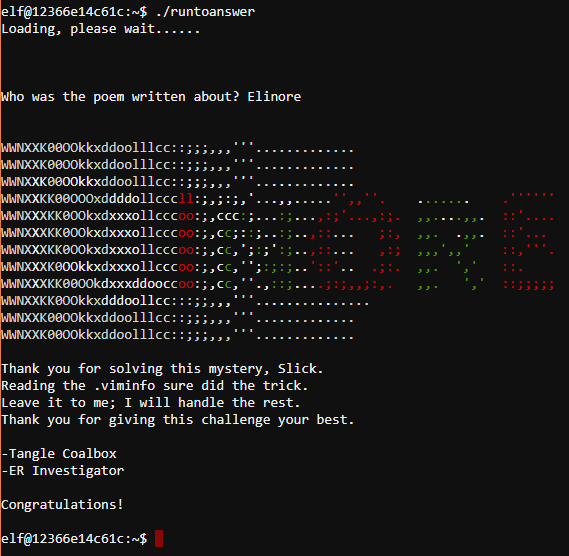 elf@12366e14c61c:~$ ./runtoanswer
Loading, please wait......
Who was the poem written about? Elinore
WWNXXK00OOkkxddoolllcc::;;;,,,'''.............
WWNXXK00OOkkxddoolllcc::;;;,,,'''.............
WWNXXK00OOkkxddoolllcc::;;;,,,'''.............
WWNXXKK00OOOxddddollcccll:;,;:;,'...,,.....'',,''.    .......    .''''''
WWNXXXKK0OOkxdxxxollcccoo:;,ccc:;...:;...,:;'...,:;.  ,,....,,.  ::'....
WWNXXXKK0OOkxdxxxollcccoo:;,cc;::;..:;..,::...   ;:,  ,,.  .,,.  ::'...
WWNXXXKK0OOkxdxxxollcccoo:;,cc,';:;':;..,::...   ,:;  ,,,',,'    ::,'''.
WWNXXXK0OOkkxdxxxollcccoo:;,cc,'';:;:;..'::'..  .;:.  ,,.  ','   ::.
WWNXXXKK00OOkdxxxddooccoo:;,cc,''.,::;....;:;,,;:,.   ,,.   ','  ::;;;;;
WWNXXKK0OOkkxdddoollcc:::;;,,,'''...............
WWNXXK00OOkkxddoolllcc::;;;,,,'''.............
WWNXXK00OOkkxddoolllcc::;;;,,,'''.............
Thank you for solving this mystery, Slick.
Reading the .viminfo sure did the trick.
Leave it to me; I will handle the rest.
Thank you for giving this challenge your best.
-Tangle Coalbox
-ER Investigator
Congratulations!
elf@12366e14c61c:~$